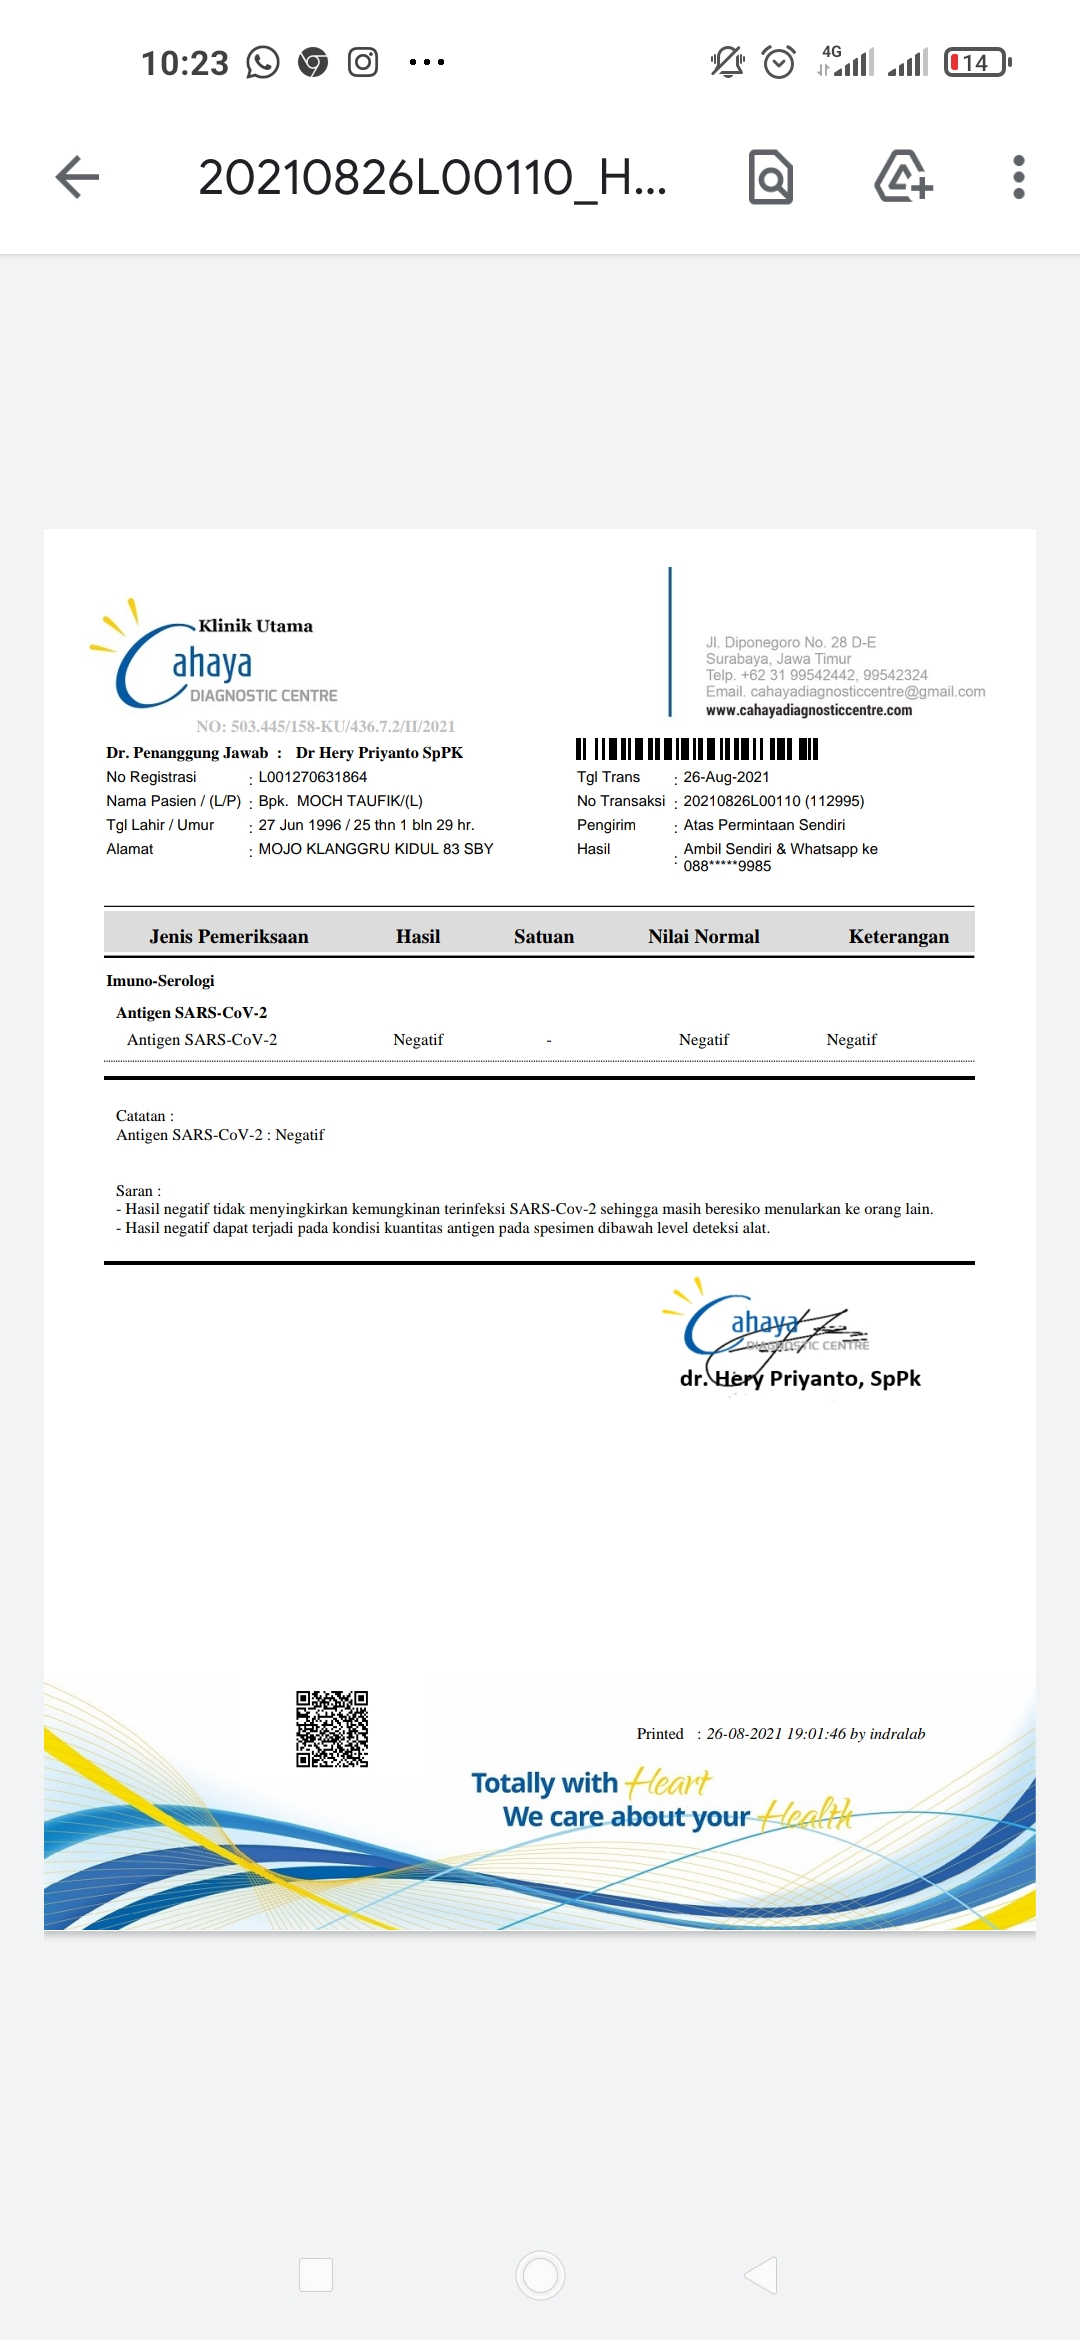 10:23
4G
14
20210826L00110_H...
Klinik Utama
Cahaya
DIAGNOSTIC CENTRE
NO: 503.445/158-KU/436.7.2/II/2021
Jl. Diponegoro No. 28 D-E
Surabaya, Jawa Timur
Telp. +62 31 99542442, 99542324
Email. cahayadiagnosticcentre@gmail.com
www.cahayadiagnosticcentre.com
Dr. Penanggung Jawab : Dr Hery Priyanto SpPK
No Registrasi : L001270631864
Nama Pasien / (L/P) : Bpk. MOCH TAUFIK/(L)
Tgl Lahir / Umur : 27 Jun 1996 / 25 thn 1 bln 29 hr.
Alamat : MOJO KLANGGRU KIDUL 83 SBY
Tgl Trans : 26-Aug-2021
No Transaksi : 20210826L00110 (112995)
Pengirim : Atas Permintaan Sendiri
Hasil : Ambil Sendiri & Whatsapp ke
088*****9985
Jenis Pemeriksaan Hasil Satuan Nilai Normal Keterangan
Imuno-Serologi
Antigen SARS-CoV-2
Antigen SARS-CoV-2 Negatif - Negatif Negatif
Catatan :
Antigen SARS-CoV-2 : Negatif
Saran :
- Hasil negatif tidak menyingkirkan kemungkinan terinfeksi SARS-Cov-2 sehingga masih beresiko menularkan ke orang lain.
- Hasil negatif dapat terjadi pada kondisi kuantitas antigen pada spesimen dibawah level deteksi alat.
Cahaya
DIAGNOSTIC CENTRE
dr. Hery Priyanto, SpPk
Printed : 26-08-2021 19:01:46 by indralab
Totally with Heart
We care about your Health